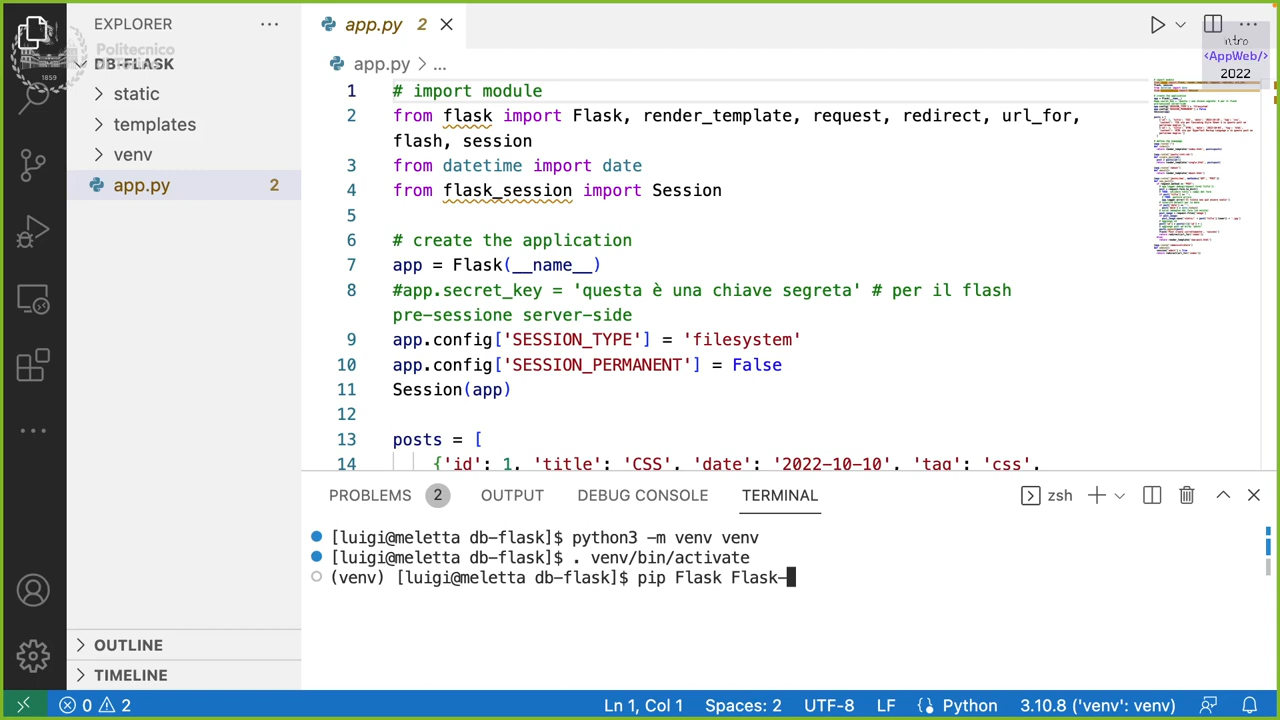 EXPLORER
app.py 2
ntro
<AppWeb/>
2022
Politecnico
1859
DB-FLASK
static
templates
venv
app.py 2
OUTLINE
TIMELINE
app.py > ...
1 # import module
2 from flask import Flask, render_template, request, redirect, url_for,
flash, session
3 from datetime import date
4 from flask_session import Session
5
6 # create the application
7 app = Flask(__name__)
8 #app.secret_key = 'questa è una chiave segreta' # per il flash
pre-sessione server-side
9 app.config['SESSION_TYPE'] = 'filesystem'
10 app.config['SESSION_PERMANENT'] = False
11 Session(app)
12
13 posts = [
14 {'id': 1, 'title': 'CSS', 'date': '2022-10-10', 'tag': 'css',
PROBLEMS 2 OUTPUT DEBUG CONSOLE TERMINAL zsh
[luigi@meletta db-flask]$ python3 -m venv venv
[luigi@meletta db-flask]$ . venv/bin/activate
(venv) [luigi@meletta db-flask]$ pip Flask Flask-
0 2 Ln 1, Col 1 Spaces: 2 UTF-8 LF Python 3.10.8 ('venv': venv)